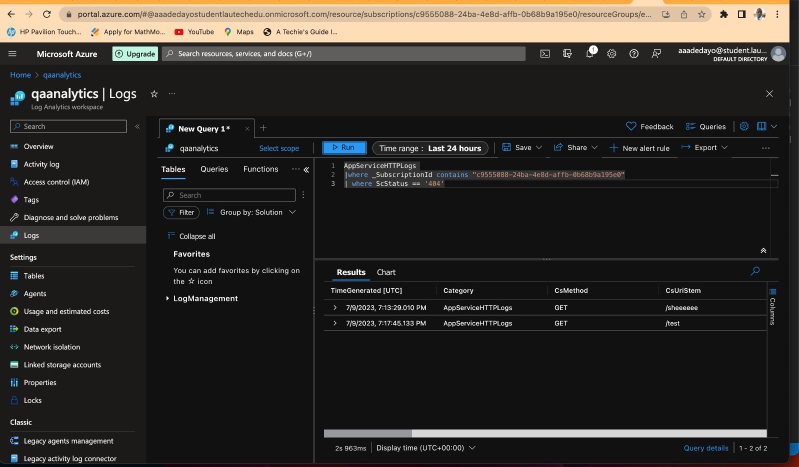 portal.azure.com/#@aaadedayostudentlautechedu.onmicrosoft.com/resource/subscriptions/c9555088-24ba-4e8d-affb-0b68b9a195e0/resourceGroups/e...
HP Pavilion Touch... Apply for MathMo... YouTube Maps A Techie's Guide I...
Microsoft Azure Upgrade Search resources, services, and docs (G+/) 1 aaadedayo@student.lau...
DEFAULT DIRECTORY
Home > qaanalytics >
qaanalytics | Logs ...
Log Analytics workspace
Search
Overview
Activity log
Access control (IAM)
Tags
Diagnose and solve problems
Logs
Settings
Tables
Agents
Usage and estimated costs
Data export
Network isolation
Linked storage accounts
Properties
Locks
Classic
Legacy agents management
Legacy activity log connector
New Query 1*
Feedback Queries
qaanalytics Select scope Run Time range : Last 24 hours Save Share New alert rule Export ...
Tables Queries Functions ...
Search
Filter Group by: Solution
Collapse all
Favorites
You can add favorites by clicking
on the ☆ icon
LogManagement
1 AppServiceHTTPLogs
2 |where _SubscriptionId contains "c9555088-24ba-4e8d-affb-0b68b9a195e0"
3 | where ScStatus == '404'
Results Chart
TimeGenerated [UTC] Category CsMethod CsUriStem
7/9/2023, 7:13:29.010 PM AppServiceHTTPLogs GET /sheeeeee
7/9/2023, 7:17:45.133 PM AppServiceHTTPLogs GET /test
Columns
2s 963ms | Display time (UTC+00:00) Query details | 1 - 2 of 2